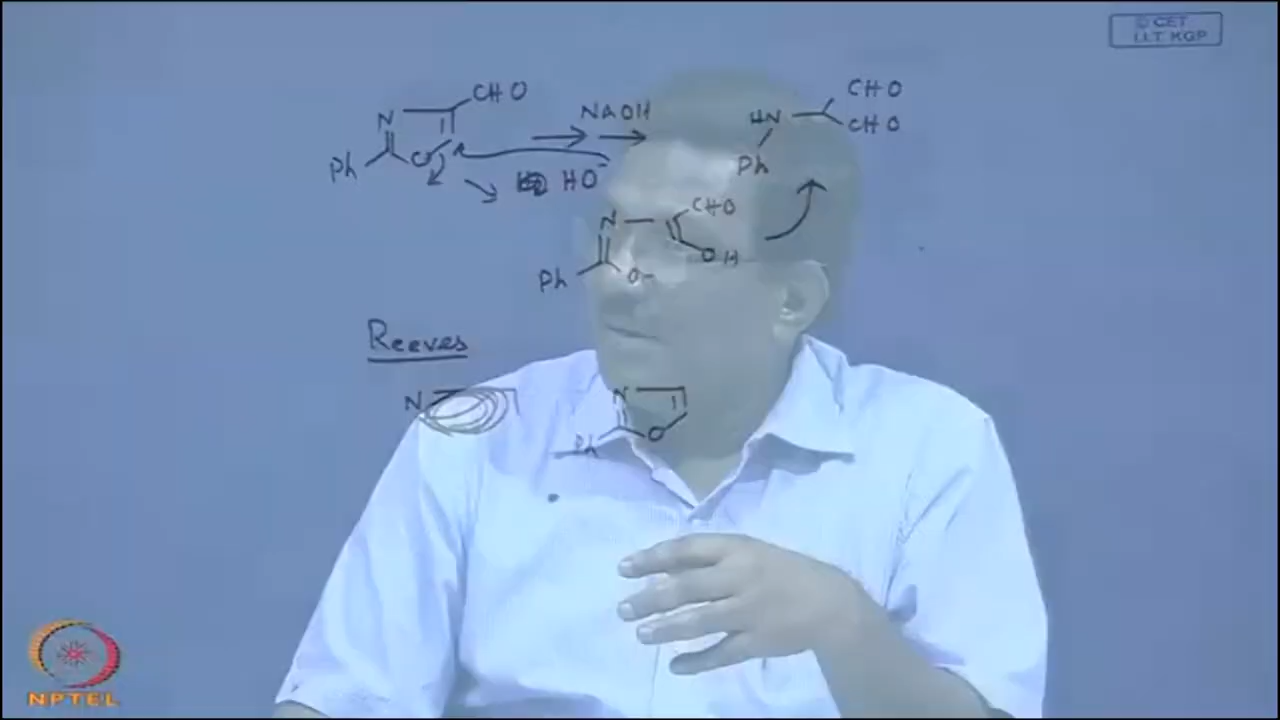 © CET
I.I.T. KGP
CHO
N
Ph
O
NAOH
HO⁻
HN
CHO
CHO
Ph
N
CHO
Ph
O-
OH
Reeves
N
N
Ph
O
NPTEL